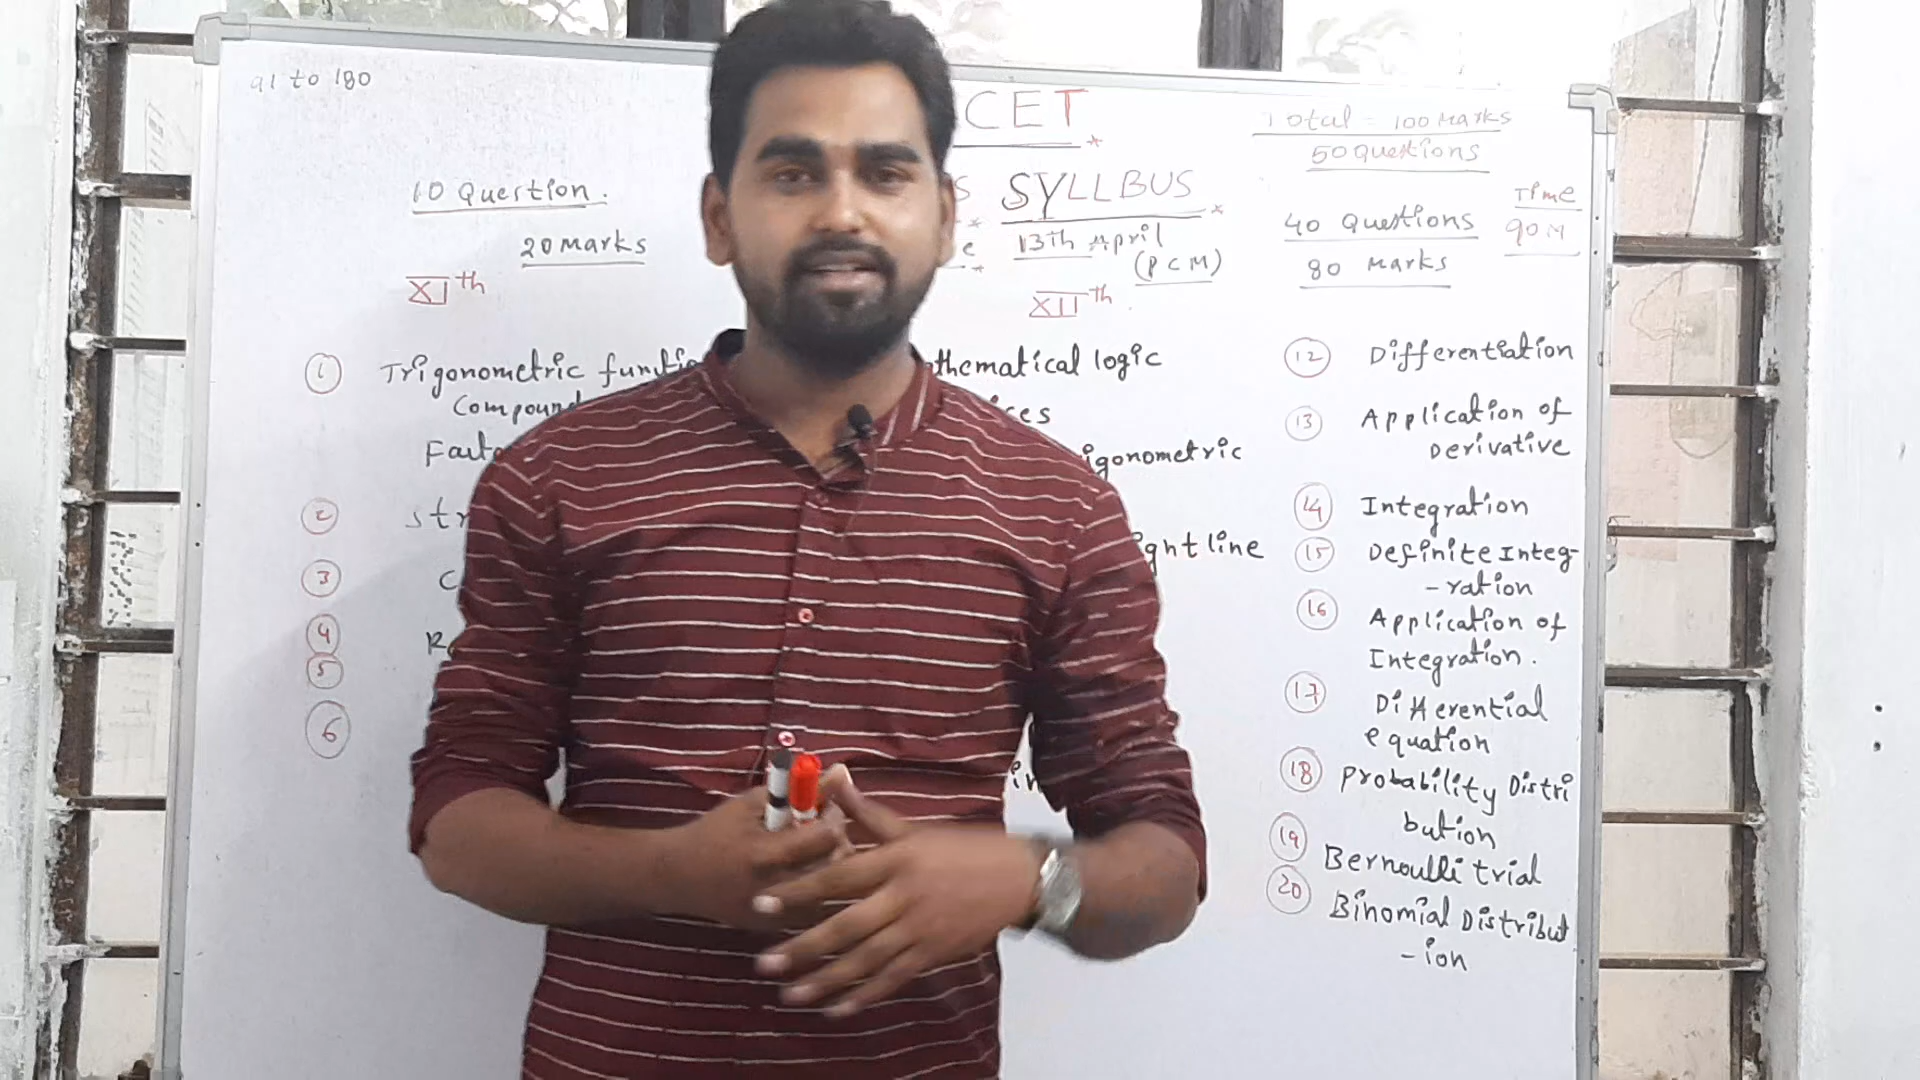 91 to 180
CET
Total = 100 Marks
50 Questions
10 Question.
20 Marks
XIth
S SYLLBUS
13th April
(PCM)
XIIth
40 Questions
80 Marks
Time
90 M
1 Trigonometric functio
compound
Facto
2 str
3 C
4 R
5
6
thematical logic
ces
igonometric
ght line
in
12 Differentiation
13 Application of
Derivative
14 Integration
15 Definite Integ-
-ration
16 Application of
Integration.
17 Differential
equation
18 Probability Distri
bution
19 Bernoulli trial
20 Binomial Distribut
-ion